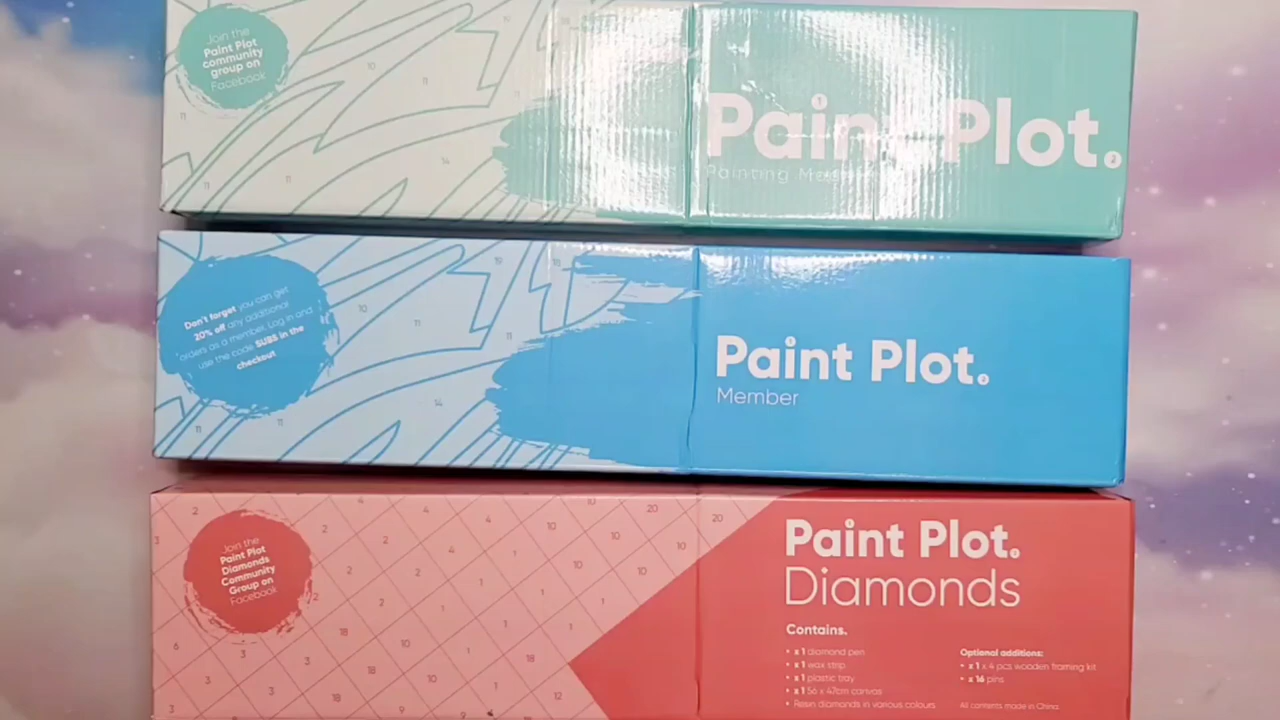 Join the
Paint Plot
community
group on
Facebook
Paint Plot.
Painting
Don't forget you can get
20% off any additional
orders as a member. Log in and
use the code SUBS in the
checkout
Paint Plot.
Member
Join the
Paint Plot
Diamonds
Community
Group on
Facebook
Paint Plot.
Diamonds
Contains.
• x 1 diamond pen
• x 1 wax strip
• x 1 plastic tray
• x 1 56 x 47cm canvas
• Resin diamonds in various colours
Optional additions:
• x 1 x 4 pcs wooden framing kit
• x 16 pins
All contents made in China.